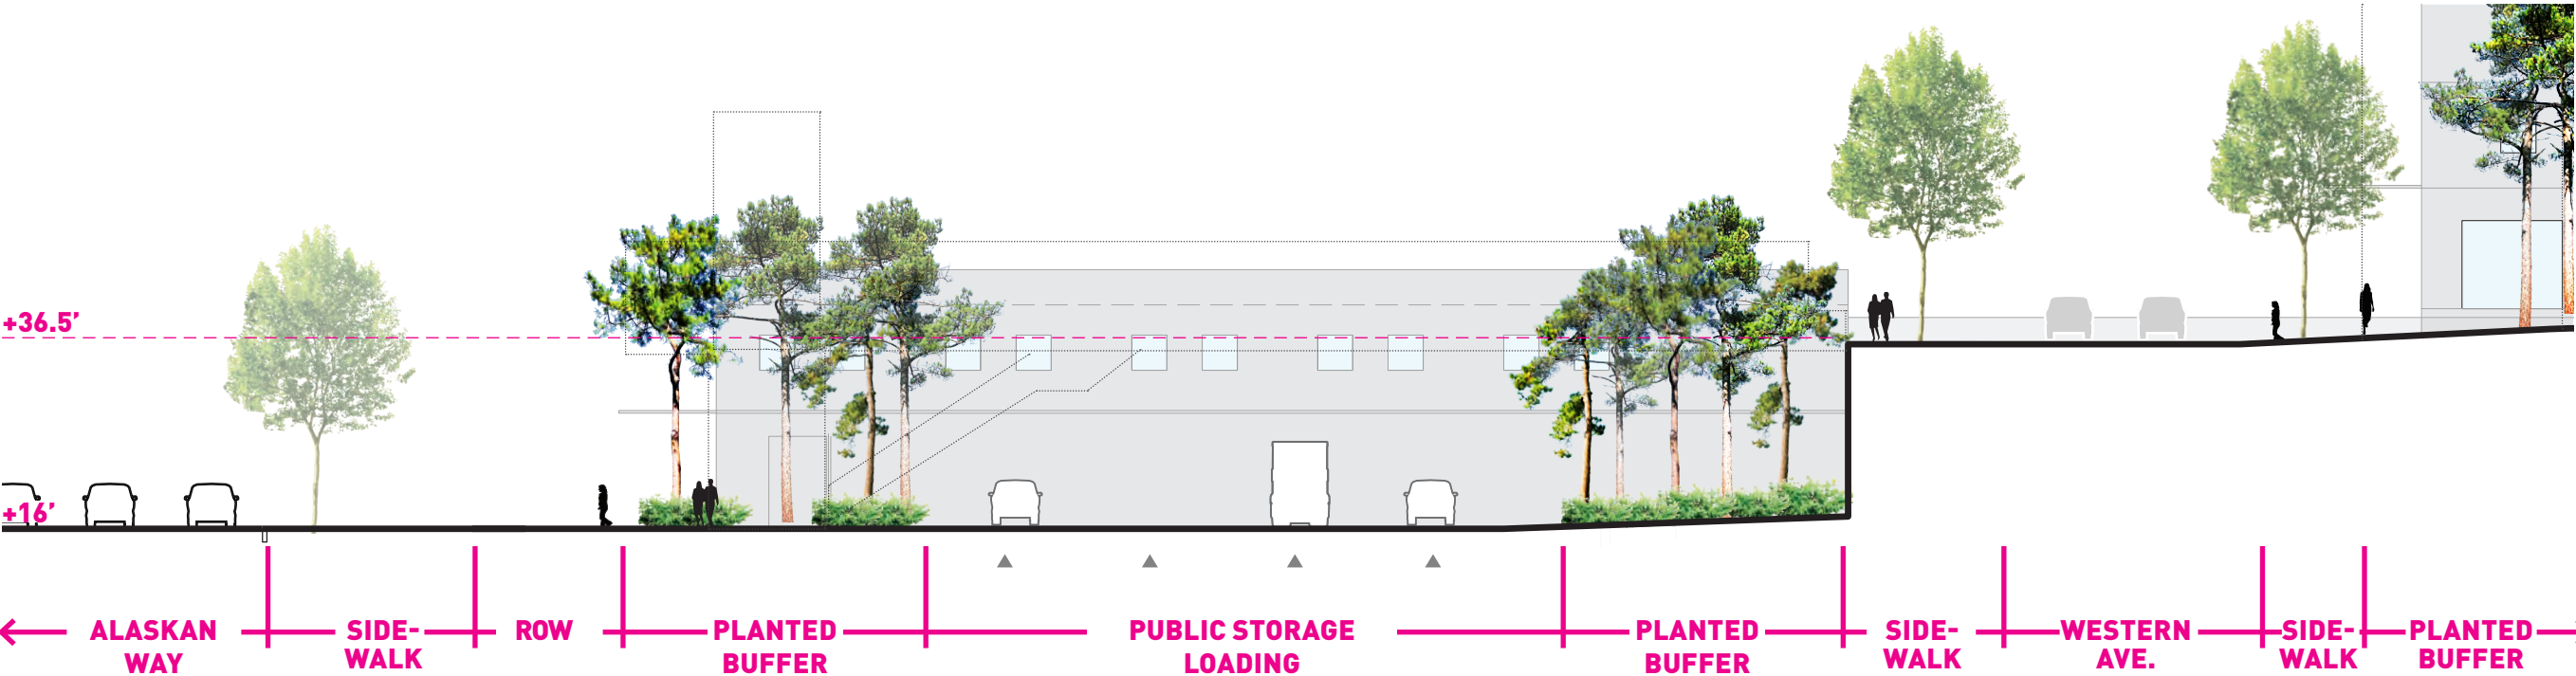 +36.5’
+16’
ALASKAN
WAY
SIDE-
WALK
ROW
PLANTED
BUFFER
PUBLIC STORAGE
LOADING
PLANTED
BUFFER
SIDE-
WALK
WESTERN
AVE.
SIDE-
WALK
PLANTED
BUFFER